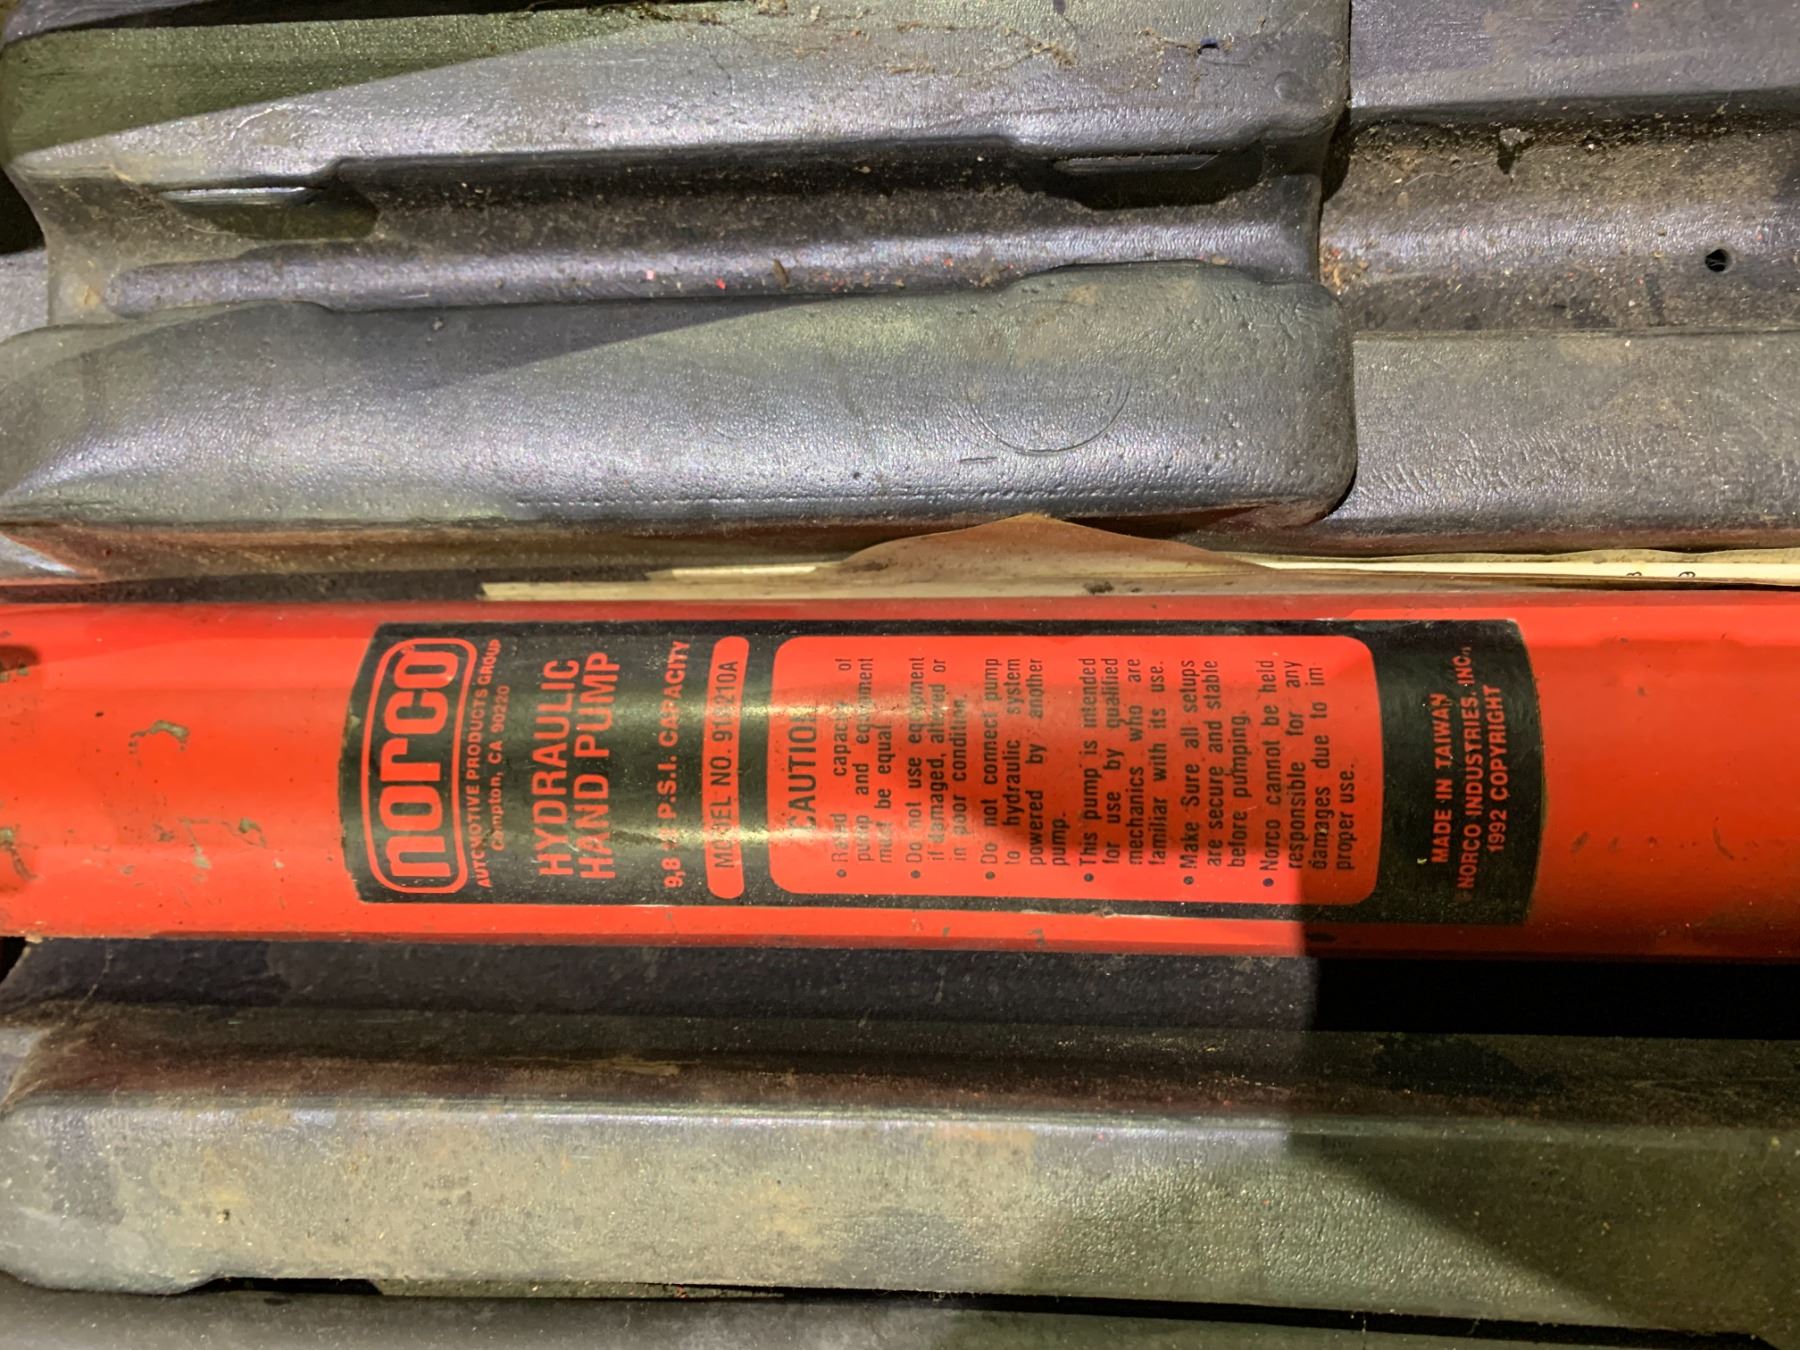 norco
AUTOMOTIVE PRODUCTS GROUP
Compton, CA 90220
HYDRAULIC
HAND PUMP
P.S.I. CAPACITY
MODEL NO.
CAUTION
• Rated capacity of
pump and equipment
must be equal.
• Do not use equipment
if damaged, altered or
in poor condition.
• Do not connect pump
to hydraulic system
powered by another
pump.
• This pump is intended
for use by qualified
mechanics who are
familiar with its use.
• Make Sure all setups
are secure and stable
before pumping.
• Norco cannot be held
responsible for any
damages due to im-
proper use.
MADE IN TAIWAN
NORCO INDUSTRIES, INC.,
1992 COPYRIGHT